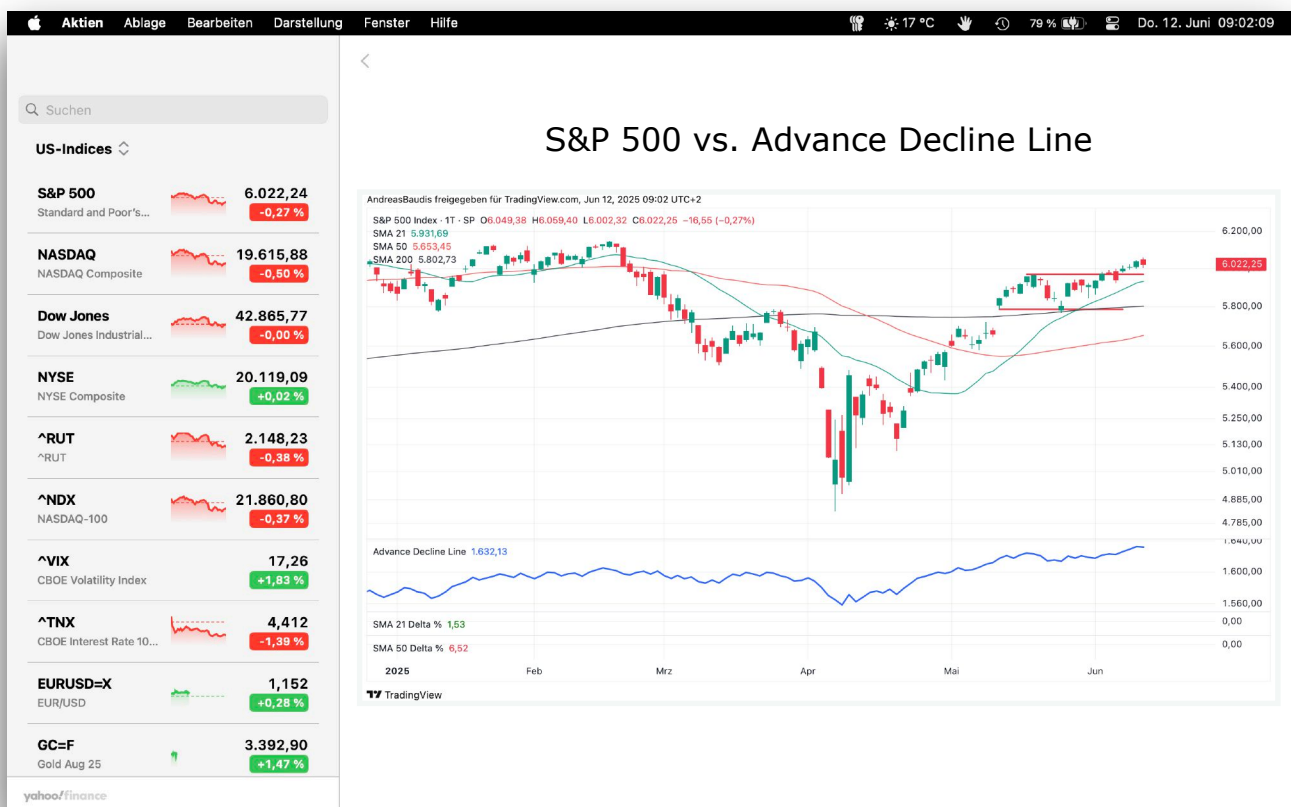 Aktien Ablage Bearbeiten Darstellung Fenster Hilfe 17 °C 79 % Do. 12. Juni 09:02:09
Suchen
US-Indices
S&P 500 6.022,24
Standard and Poor's... -0,27 %
NASDAQ 19.615,88
NASDAQ Composite -0,50 %
Dow Jones 42.865,77
Dow Jones Industrial... -0,00 %
NYSE 20.119,09
NYSE Composite +0,02 %
^RUT 2.148,23
^RUT -0,38 %
^NDX 21.860,80
NASDAQ-100 -0,37 %
^VIX 17,26
CBOE Volatility Index +1,83 %
^TNX 4,412
CBOE Interest Rate 10... -1,39 %
EURUSD=X 1,152
EUR/USD +0,28 %
GC=F 3.392,90
Gold Aug 25 +1,47 %
yahoo!finance
S&P 500 vs. Advance Decline Line
AndreasBaudis freigegeben für TradingView.com, Jun 12, 2025 09:02 UTC+2
S&P 500 Index · 1T · SP O6.049,38 H6.059,40 L6.002,32 C6.022,25 −16,55 (−0,27%)
SMA 21 5.931,69
SMA 50 5.653,45
SMA 200 5.802,73
6.200,00
6.022,25
5.800,00
5.600,00
5.400,00
5.250,00
5.130,00
5.010,00
4.885,00
4.785,00
1.640,00
Advance Decline Line 1.632,13
1.600,00
1.560,00
SMA 21 Delta % 1,53 0,00
SMA 50 Delta % 6,52 0,00
2025 Feb Mrz Apr Mai Jun
TradingView